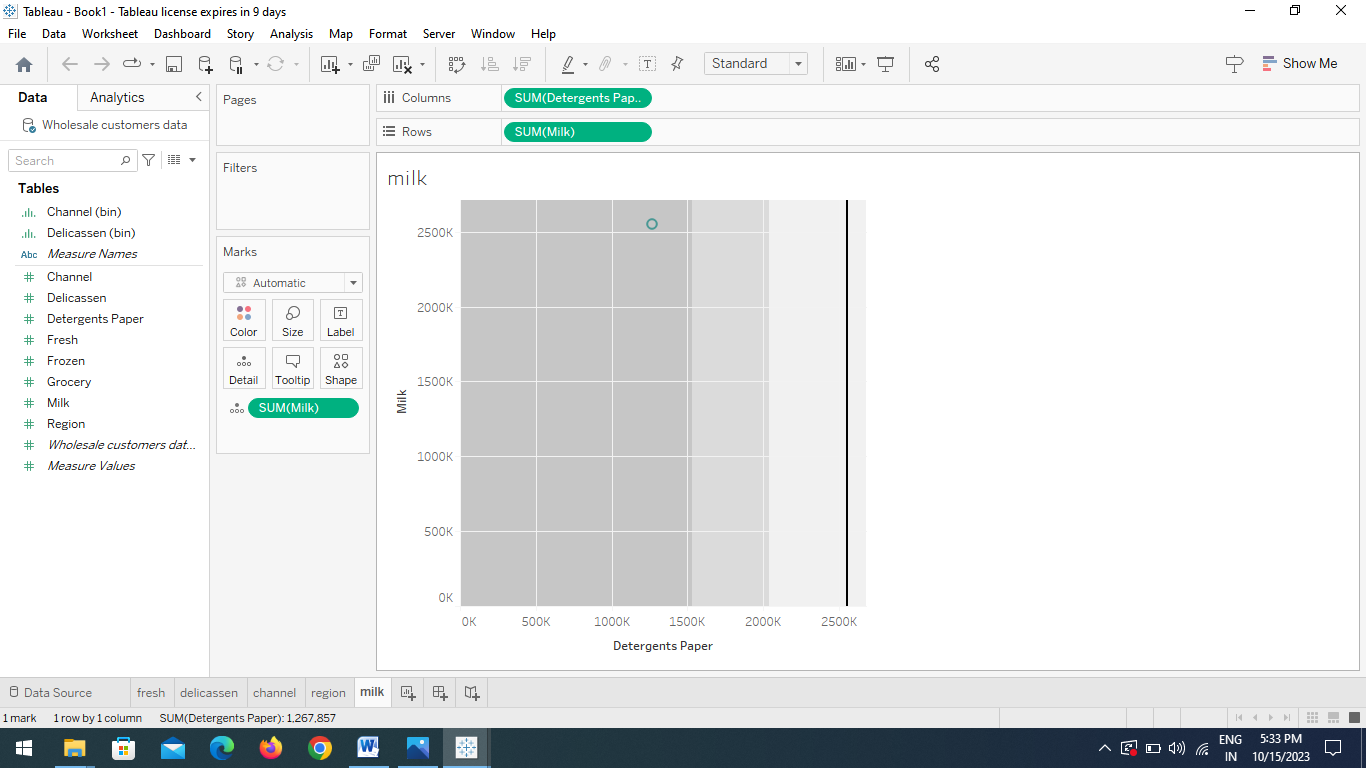 Tableau - Book1 - Tableau license expires in 9 days
File Data Worksheet Dashboard Story Analysis Map Format Server Window Help
Standard
Show Me
Data Analytics
Wholesale customers data
Search
Tables
Channel (bin)
Delicassen (bin)
Abc Measure Names
Channel
Delicassen
Detergents Paper
Fresh
Frozen
Grocery
Milk
Region
Wholesale customers dat...
Measure Values
Pages
Filters
Marks
Automatic
Color Size Label
Detail Tooltip Shape
SUM(Milk)
Columns SUM(Detergents Pap..
Rows SUM(Milk)
milk
2500K
2000K
1500K
1000K
500K
0K
Milk
0K 500K 1000K 1500K 2000K 2500K
Detergents Paper
Data Source fresh delicassen channel region milk
1 mark 1 row by 1 column SUM(Detergents Paper): 1,267,857
ENG
IN
5:33 PM
10/15/2023